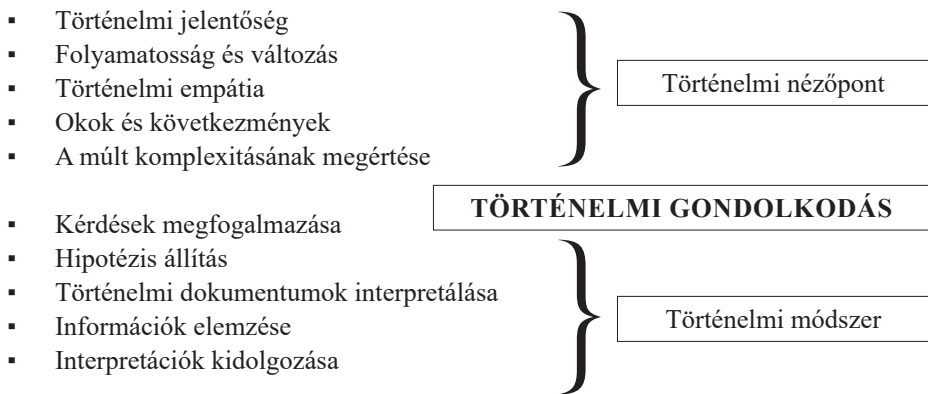 ▪ Történelmi jelentőség
▪ Folyamatosság és változás
▪ Történelmi empátia
▪ Okok és következmények
▪ A múlt komplexitásának megértése
Történelmi nézőpont
TÖRTÉNELMI GONDOLKODÁS
▪ Kérdések megfogalmazása
▪ Hipotézis állítás
▪ Történelmi dokumentumok interpretálása
▪ Információk elemzése
▪ Interpretációk kidolgozása
Történelmi módszer